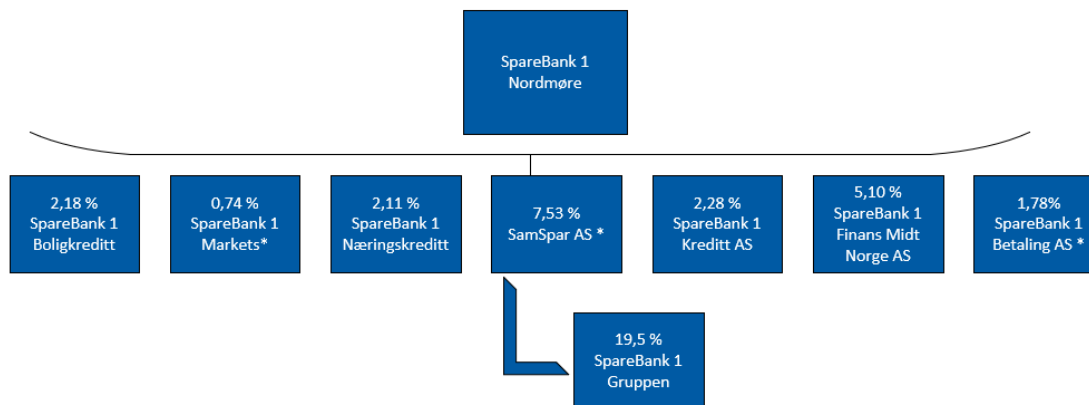 SpareBank 1
Nordmøre
2,18 %
SpareBank 1
Boligkreditt
0,74 %
SpareBank 1
Markets*
2,11 %
SpareBank 1
Næringskreditt
7,53 %
SamSpar AS *
2,28 %
SpareBank 1
Kreditt AS
5,10 %
SpareBank 1
Finans Midt
Norge AS
1,78%
SpareBank 1
Betaling AS *
19,5 %
SpareBank 1
Gruppen